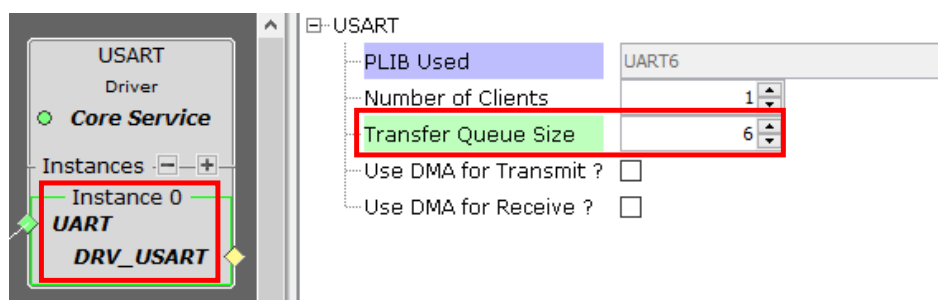 USART
Driver
Core Service
Instances
Instance 0
UART
DRV_USART
USART
PLIB Used UART6
Number of Clients 1
Transfer Queue Size 6
Use DMA for Transmit ?
Use DMA for Receive ?